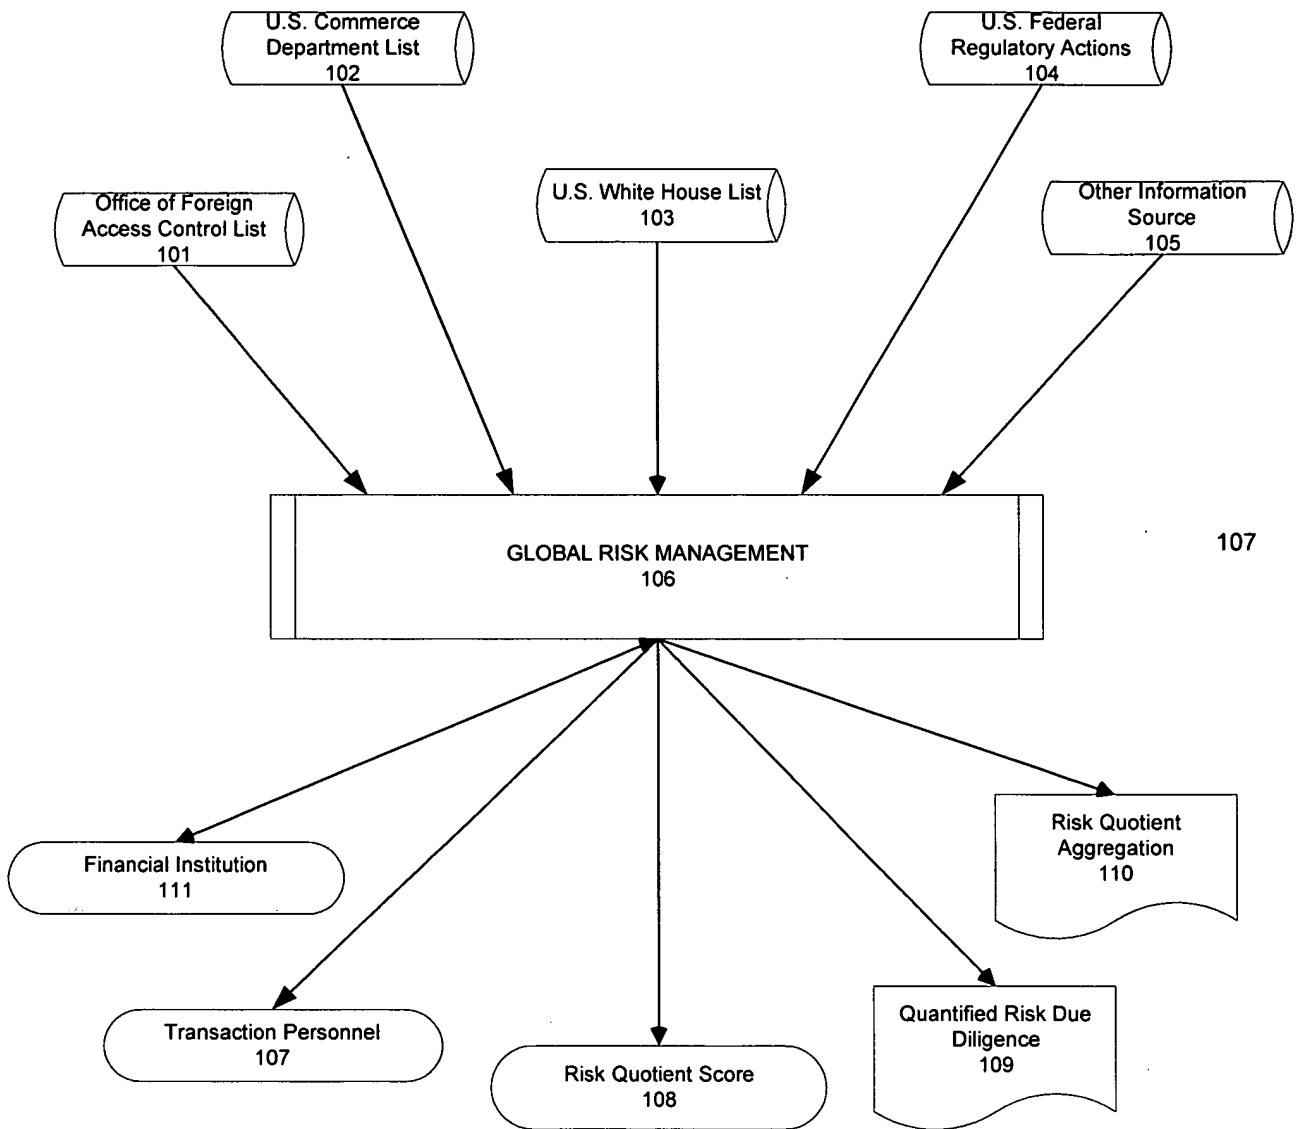 U.S. Commerce
Department List
102
U.S. Federal
Regulatory Actions
104
Office of Foreign
Access Control List
101
U.S. White House List
103
Other Information
Source
105
GLOBAL RISK MANAGEMENT
106
107
Financial Institution
111
Risk Quotient
Aggregation
110
Transaction Personnel
107
Risk Quotient Score
108
Quantified Risk Due
Diligence
109